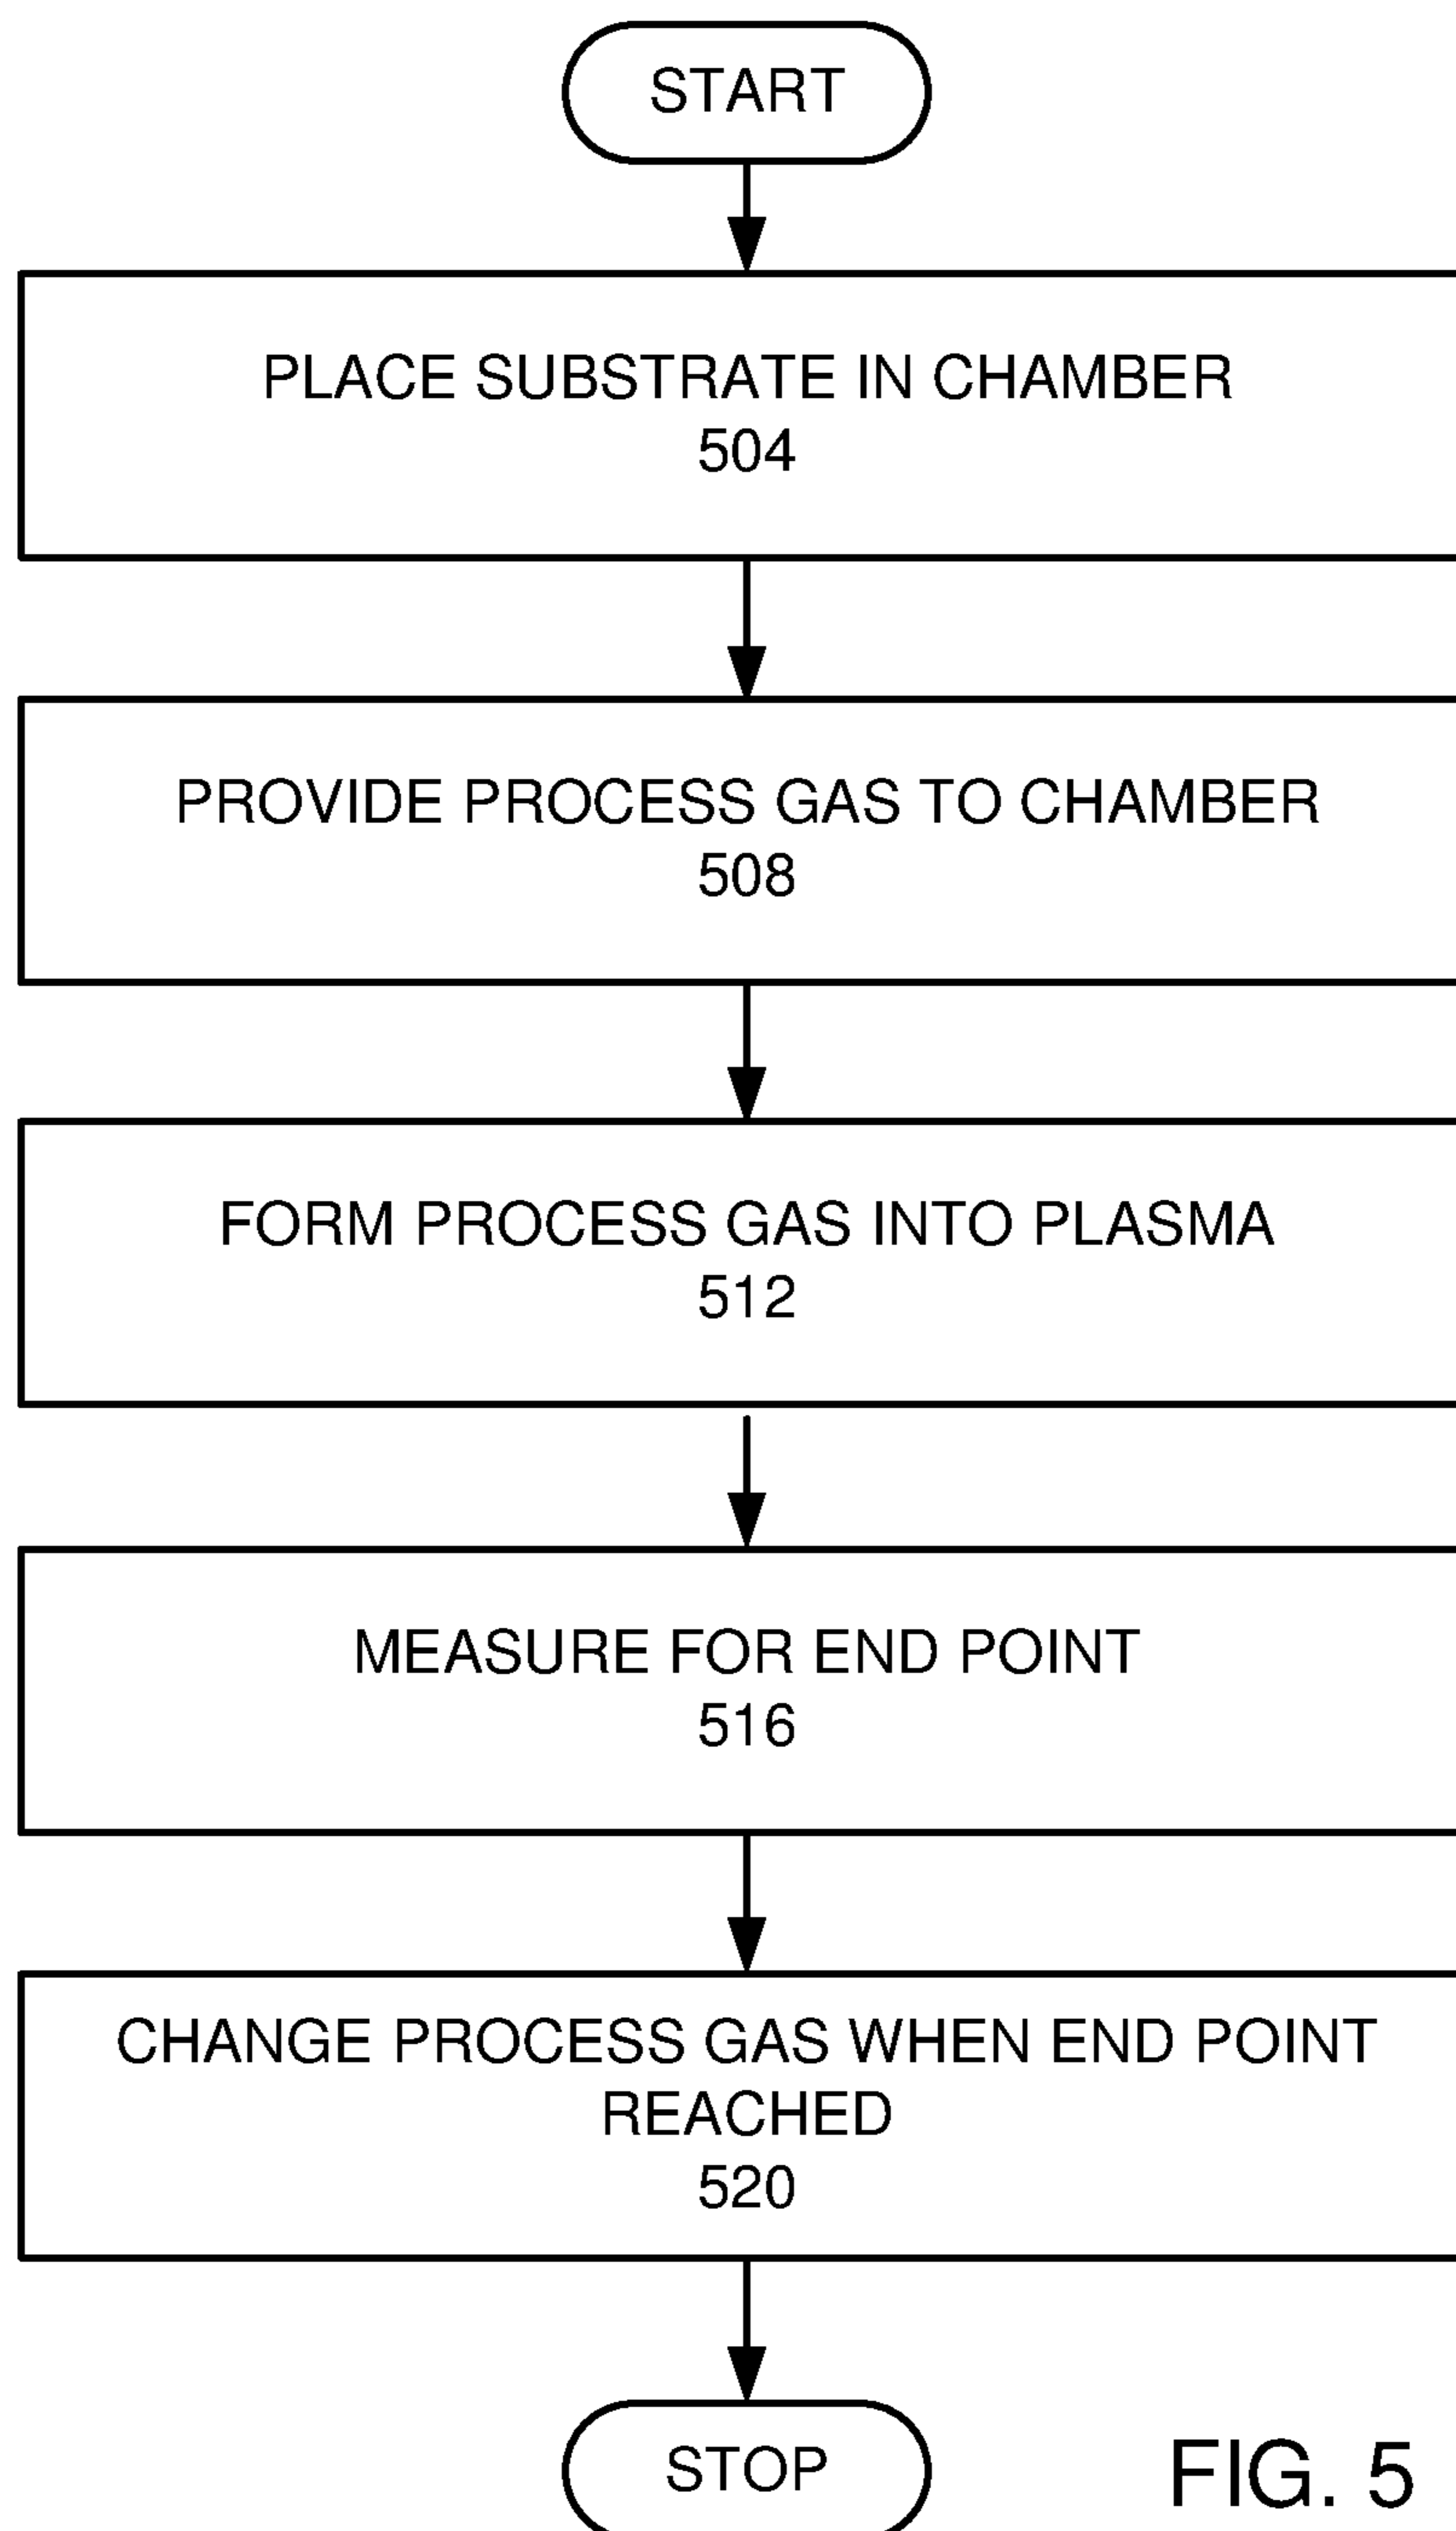 START
PLACE SUBSTRATE IN CHAMBER
504
PROVIDE PROCESS GAS TO CHAMBER
508
FORM PROCESS GAS INTO PLASMA
512
MEASURE FOR END POINT
516
CHANGE PROCESS GAS WHEN END POINT
REACHED
520
STOP
FIG. 5